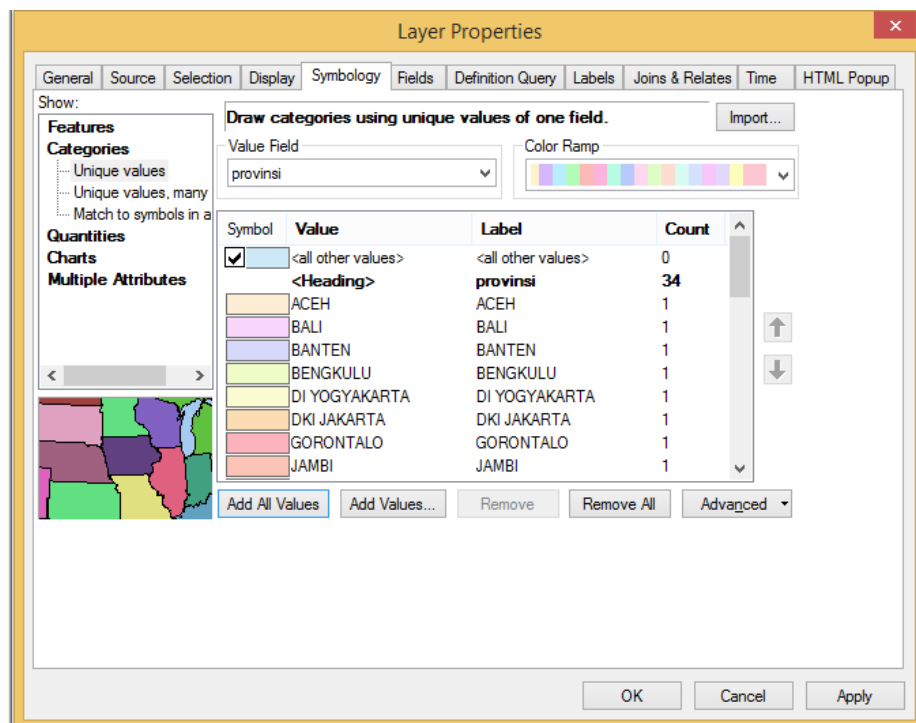 Layer Properties
General Source Selection Display Symbology Fields Definition Query Labels Joins & Relates Time HTML Popup
Show:
Features
Categories
Unique values
Unique values, many
Match to symbols in a
Quantities
Charts
Multiple Attributes
Draw categories using unique values of one field.
Import...
Value Field
provinsi
Color Ramp
Symbol Value Label Count
<all other values> <all other values> 0
<Heading> provinsi 34
ACEH ACEH 1
BALI BALI 1
BANTEN BANTEN 1
BENGKULU BENGKULU 1
DI YOGYAKARTA DI YOGYAKARTA 1
DKI JAKARTA DKI JAKARTA 1
GORONTALO GORONTALO 1
JAMBI JAMBI 1
Add All Values Add Values... Remove Remove All Advanced
OK Cancel Apply